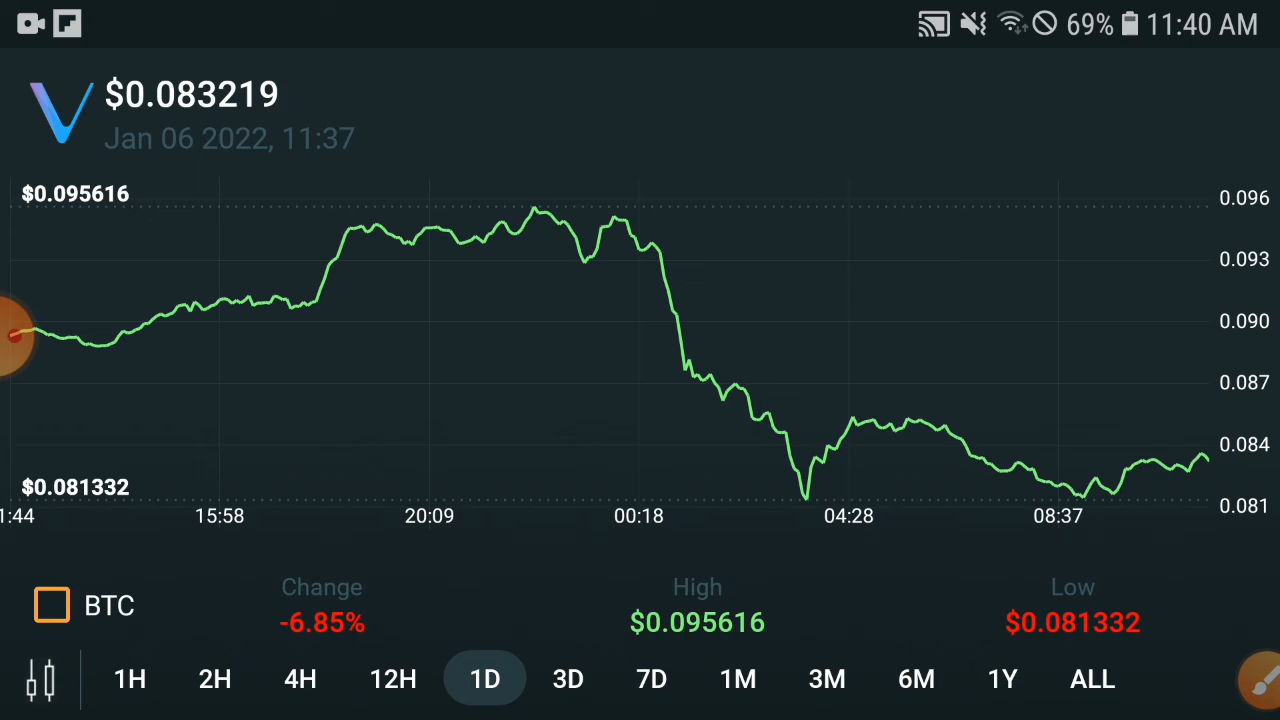 69% 11:40 AM
$0.083219
Jan 06 2022, 11:37
$0.095616
0.096
0.093
0.090
0.087
0.084
$0.081332
0.081
1:44 15:58 20:09 00:18 04:28 08:37
Change High Low
BTC -6.85% $0.095616 $0.081332
1H 2H 4H 12H 1D 3D 7D 1M 3M 6M 1Y ALL